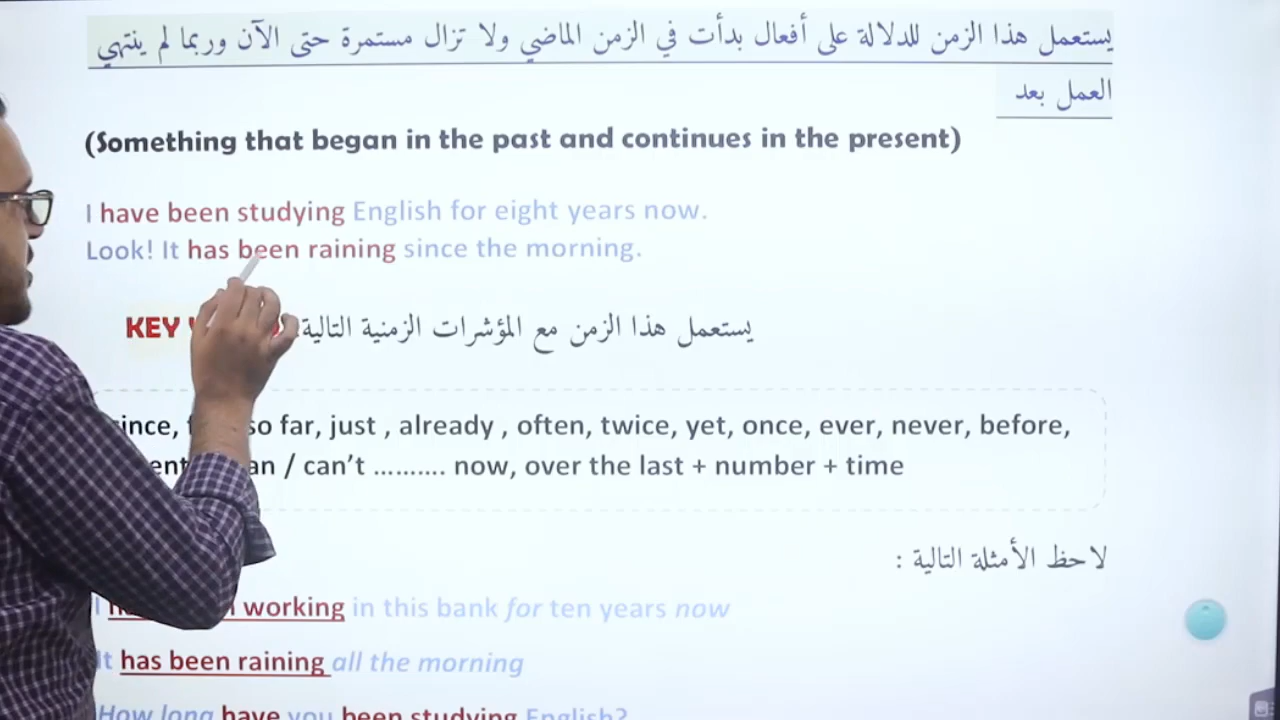 يستعمل هذا الزمن للدلالة على أفعال بدأت في الزمن الماضي ولا تزال مستمرة حتى الآن وربما لم ينتهي
العمل بعد
(Something that began in the past and continues in the present)
I have been studying English for eight years now.
Look! It has been raining since the morning.
KEY يستعمل هذا الزمن مع المؤشرات الزمنية التالية
so far, just , already , often, twice, yet, once, ever, never, before,
/ can’t .......... now, over the last + number + time
لاحظ الأمثلة التالية :
I working in this bank for ten years now
It has been raining all the morning
How long have you been studying English?